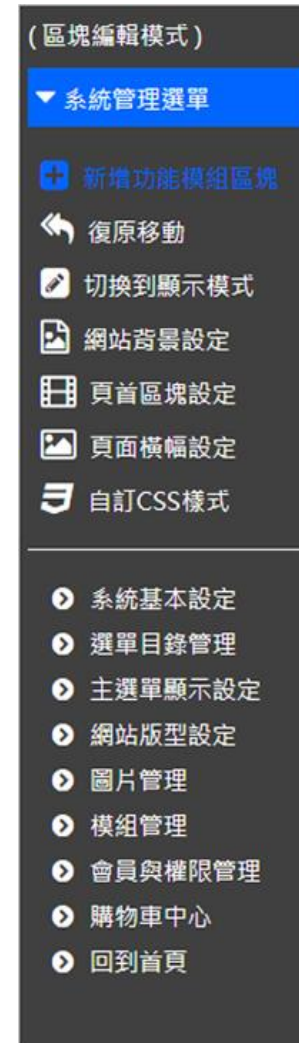 (區塊編輯模式)
系統管理選單
新增功能模組區塊
復原移動
切換到顯示模式
網站背景設定
頁首區塊設定
頁面橫幅設定
自訂CSS樣式
系統基本設定
選單目錄管理
主選單顯示設定
網站版型設定
圖片管理
模組管理
會員與權限管理
購物車中心
回到首頁